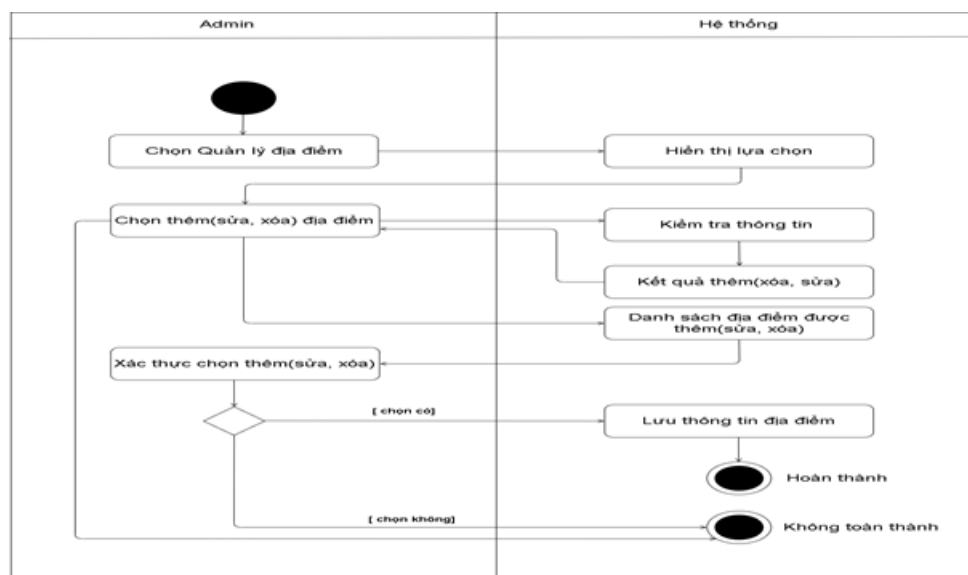 Admin
Hệ thống
Chọn Quản lý địa điểm
Hiển thị lựa chọn
Chọn thêm(sửa, xóa) địa điểm
Kiểm tra thông tin
Kết quả thêm(xóa, sửa)
Danh sách địa điểm được
thêm(sửa, xóa)
Xác thực chọn thêm(sửa, xóa)
[ chọn có]
Lưu thông tin địa điểm
Hoàn thành
[ chọn không]
Không toàn thành